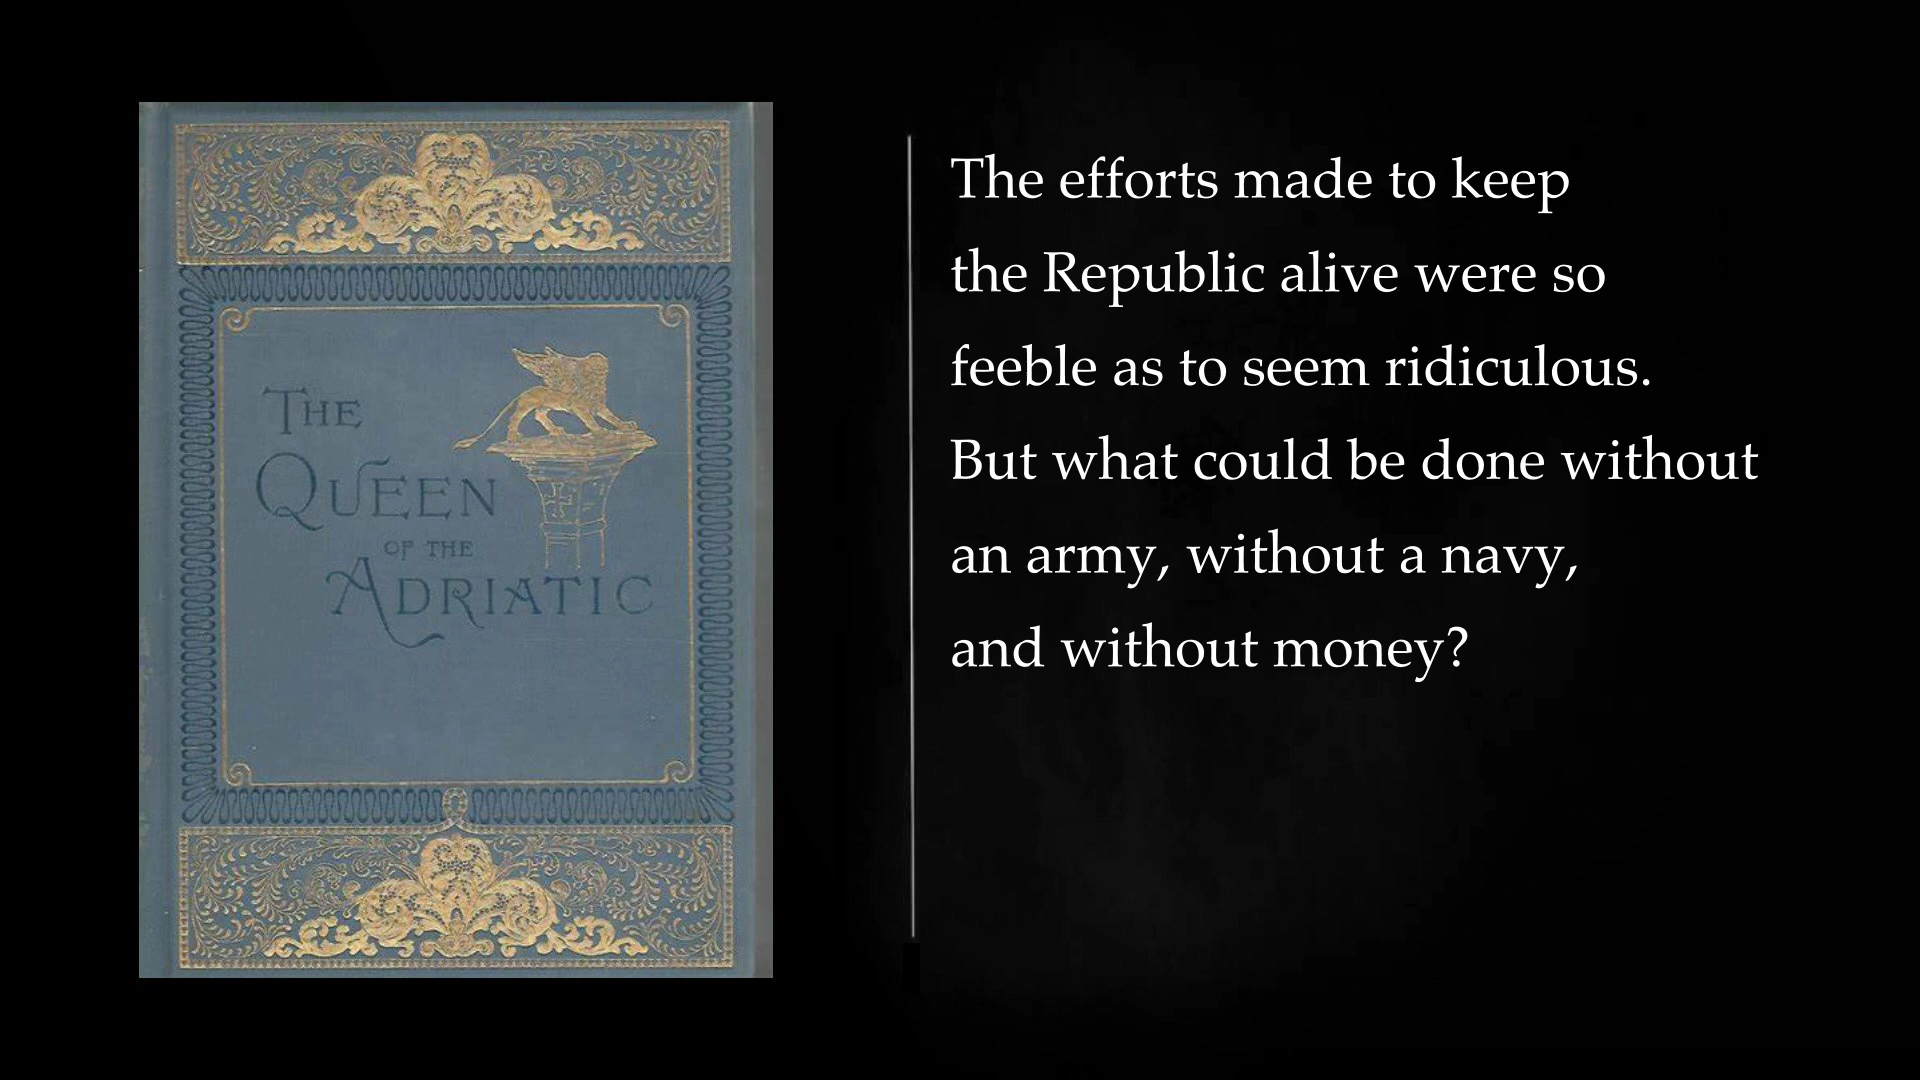 THE
QUEEN
OF THE
ADRIATIC
The efforts made to keep
the Republic alive were so
feeble as to seem ridiculous.
But what could be done without
an army, without a navy,
and without money?